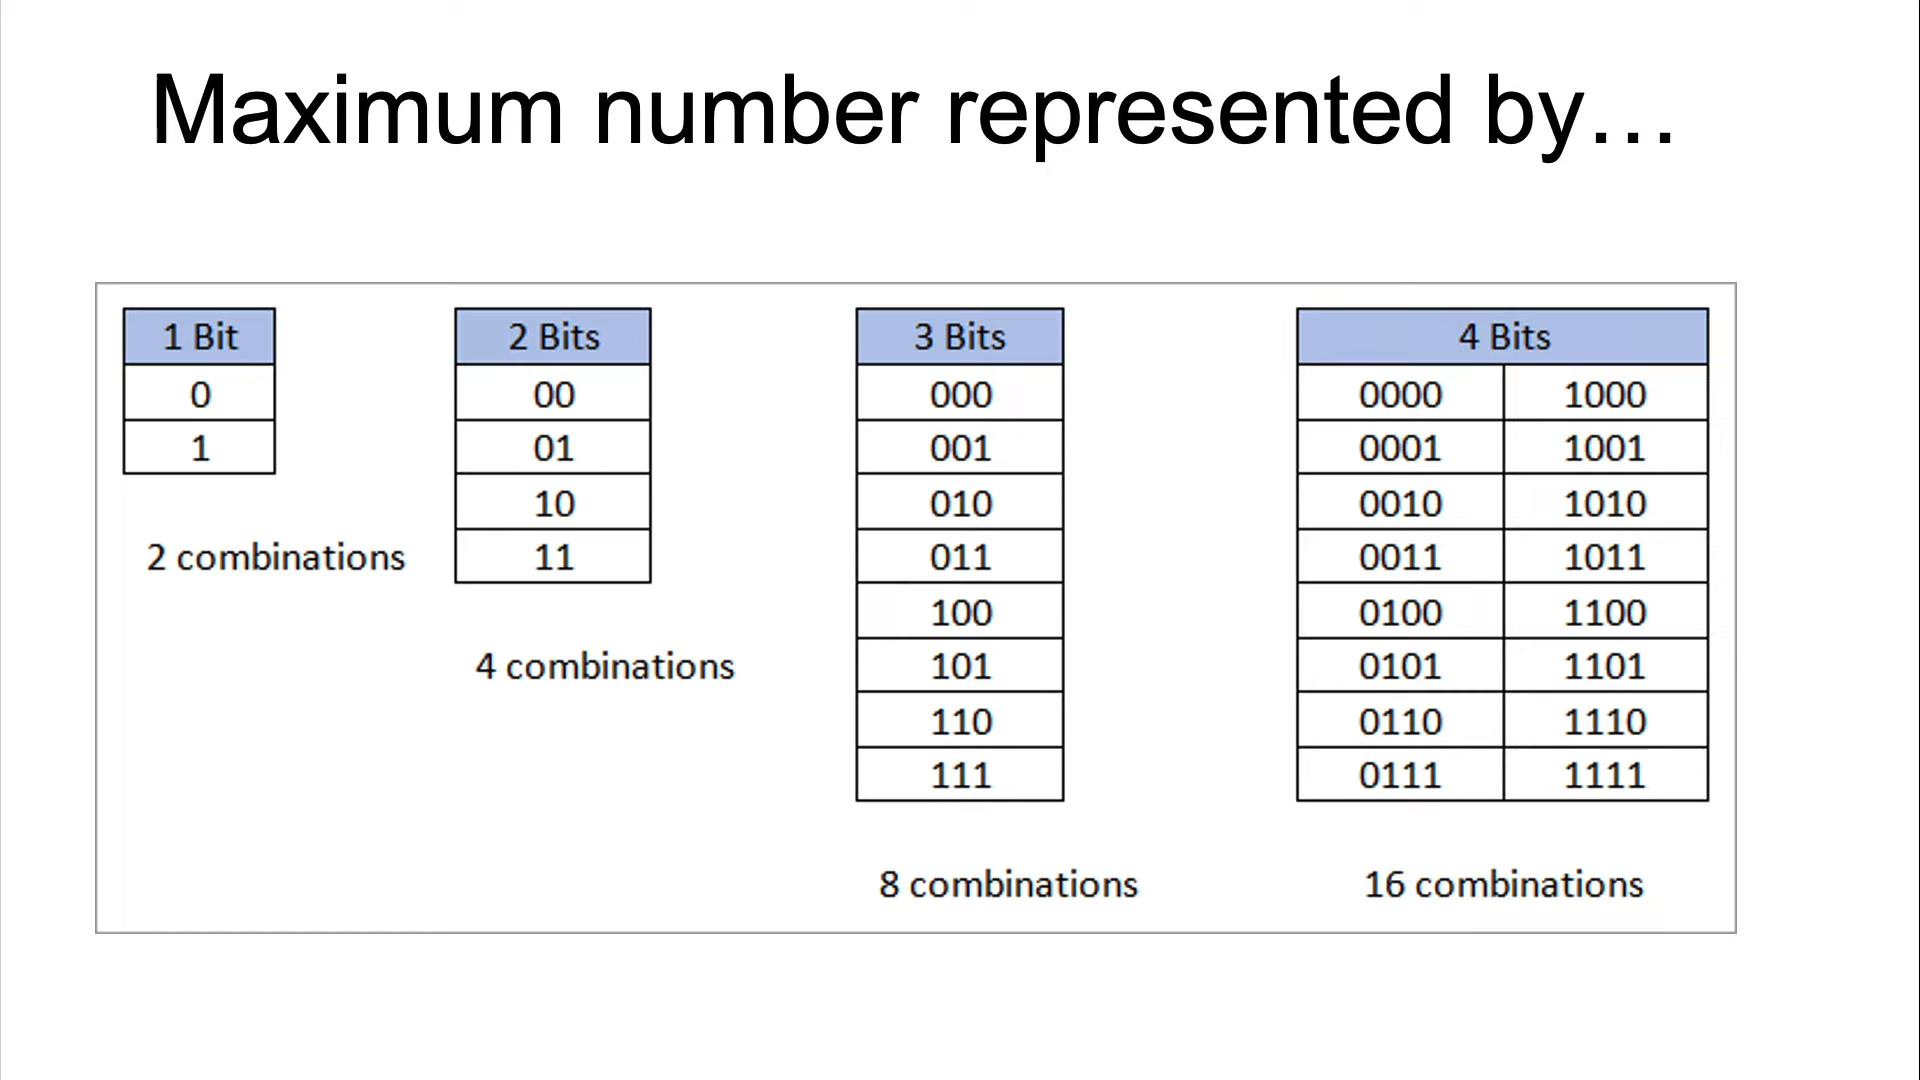 Maximum number represented by…
1 Bit
0
1
2 combinations
2 Bits
00
01
10
11
4 combinations
3 Bits
000
001
010
011
100
101
110
111
8 combinations
4 Bits
0000 1000
0001 1001
0010 1010
0011 1011
0100 1100
0101 1101
0110 1110
0111 1111
16 combinations